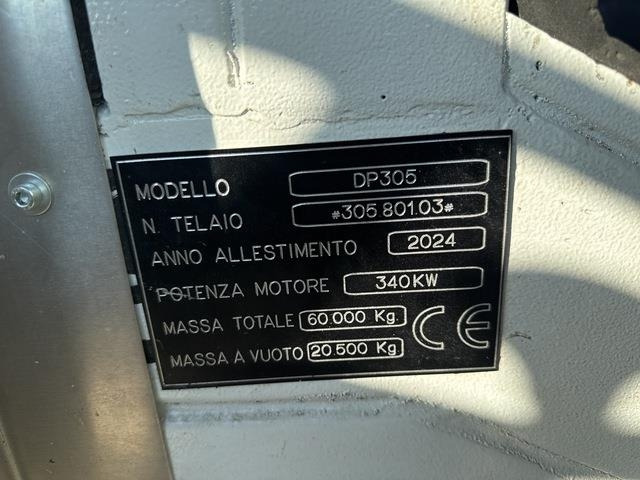 MODELLO DP305
N. TELAIO #305.801.03#
ANNO ALLESTIMENTO 2024
POTENZA MOTORE 340KW
MASSA TOTALE 60.000 Kg.
MASSA A VUOTO 20.500 Kg
CE